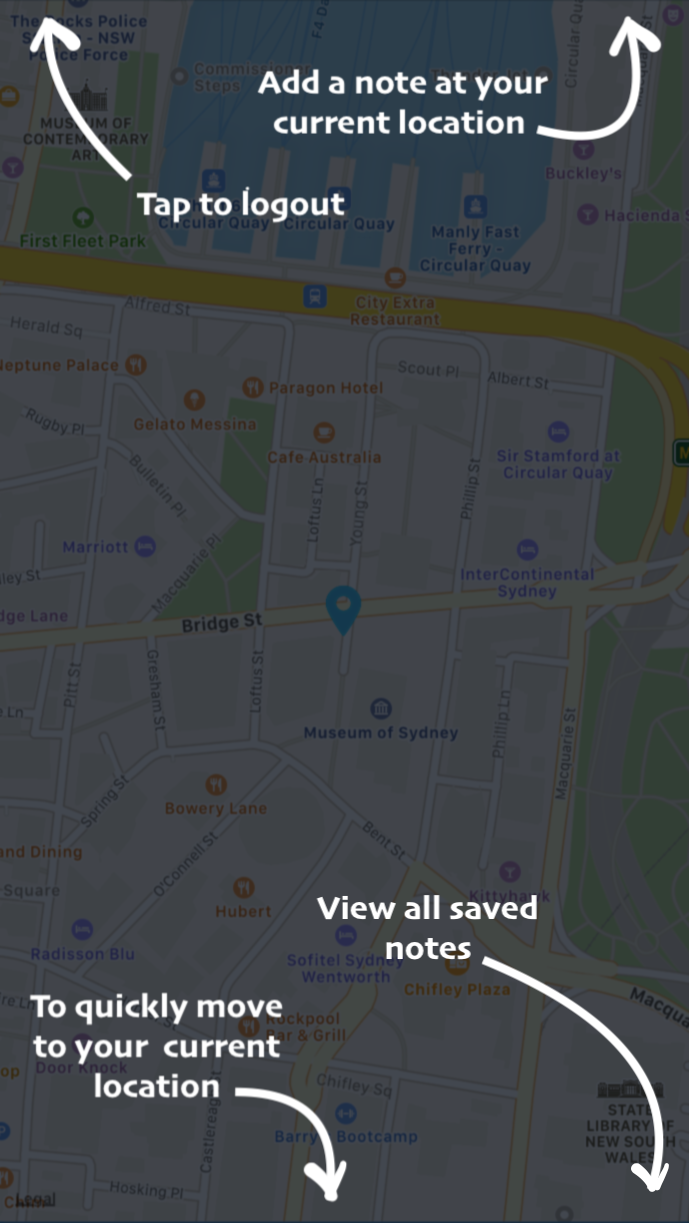 The Rocks Police
Station - NSW
Police Force
F4 Da
Circular Qua
Macquarie St
Commissioner
Steps
Add a note at your
current location
MUSEUM OF
CONTEMPORARY
ART
Buckley's
Tap to logout
Hacienda S
Circular Quay
Circular Quay
Manly Fast
Ferry -
Circular Quay
First Fleet Park
City Extra
Restaurant
Alfred St
Herald Sq
Neptune Palace
Scout Pl
Albert St
Paragon Hotel
Gelato Messina
Rugby Pl
Cafe Australia
Sir Stamford at
Circular Quay
M
Bulletin Pl
Loftus Ln
Young St
Phillip St
Marriott
Macquarie Pl
InterContinental
Sydney
ley St
dge Lane
Bridge St
Pitt St
Gresham St
Loftus St
e Ln
Museum of Sydney
Phillip Ln
Macquarie St
Spring St
Bowery Lane
Bent St
and Dining
O'Connell St
Square
Hubert
Kittyhawk
View all saved
notes
Radisson Blu
Sofitel Sydney
Wentworth
Chifley Plaza
Macqua
To quickly move
to your current
location
Rockpool
Bar & Grill
Door Knock
op
Chifley Sq
Castlereagh St
Barry's Bootcamp
STATE
LIBRARY OF
NEW SOUTH
WALES
Hosking Pl
Legal